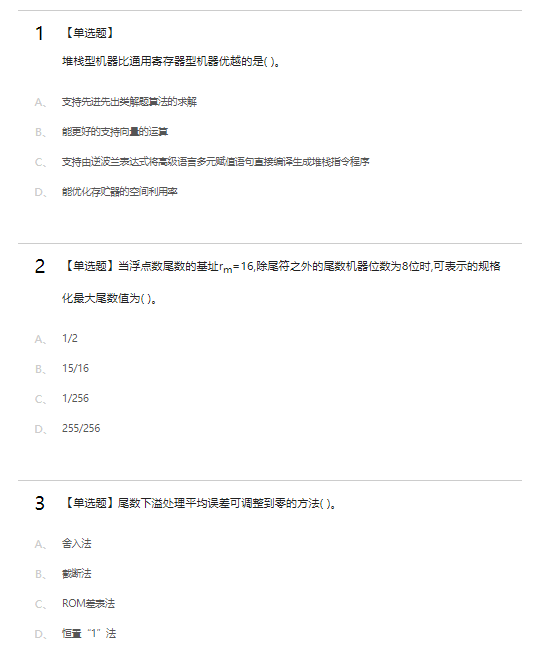 1 【单选题】
堆栈型机器比通用寄存器型机器优越的是( )。
A、 支持先进先出类解题算法的求解
B、 能更好的支持向量的运算
C、 支持由逆波兰表达式将高级语言多元赋值语句直接编译生成堆栈指令程序
D、 能优化存贮器的空间利用率
2 【单选题】当浮点数尾数的基址rm=16,除尾符之外的尾数机器位数为8位时,可表示的规格
化最大尾数值为( )。
A、 1/2
B、 15/16
C、 1/256
D、 255/256
3 【单选题】尾数下溢处理平均误差可调整到零的方法( )。
A、 舍入法
B、 截断法
C、 ROM查表法
D、 恒置“1”法